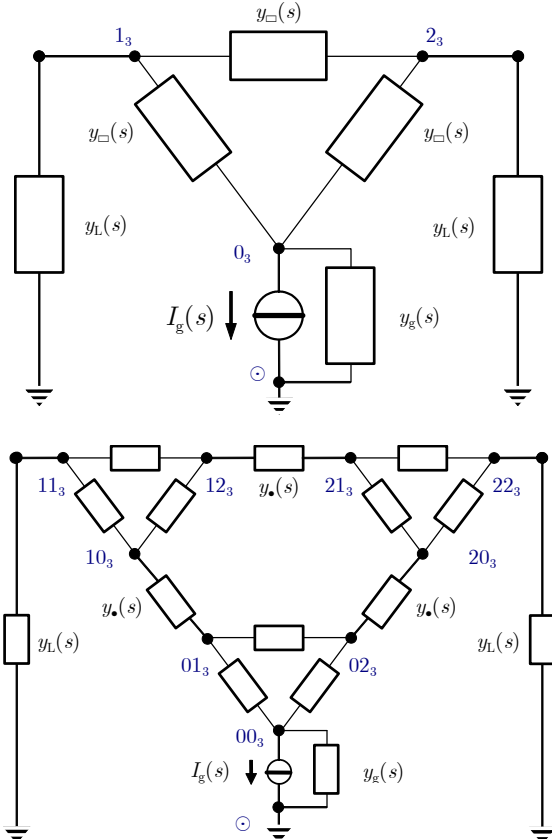 y□(s)
1₃ 2₃
y□(s) y□(s)
y_L(s) y_L(s)
0₃
I_g(s) y_g(s)
⊙
11₃ 12₃ y•(s) 21₃ 22₃
10₃ 20₃
y•(s) y•(s)
y_L(s) y_L(s)
01₃ 02₃
00₃
I_g(s) y_g(s)
⊙